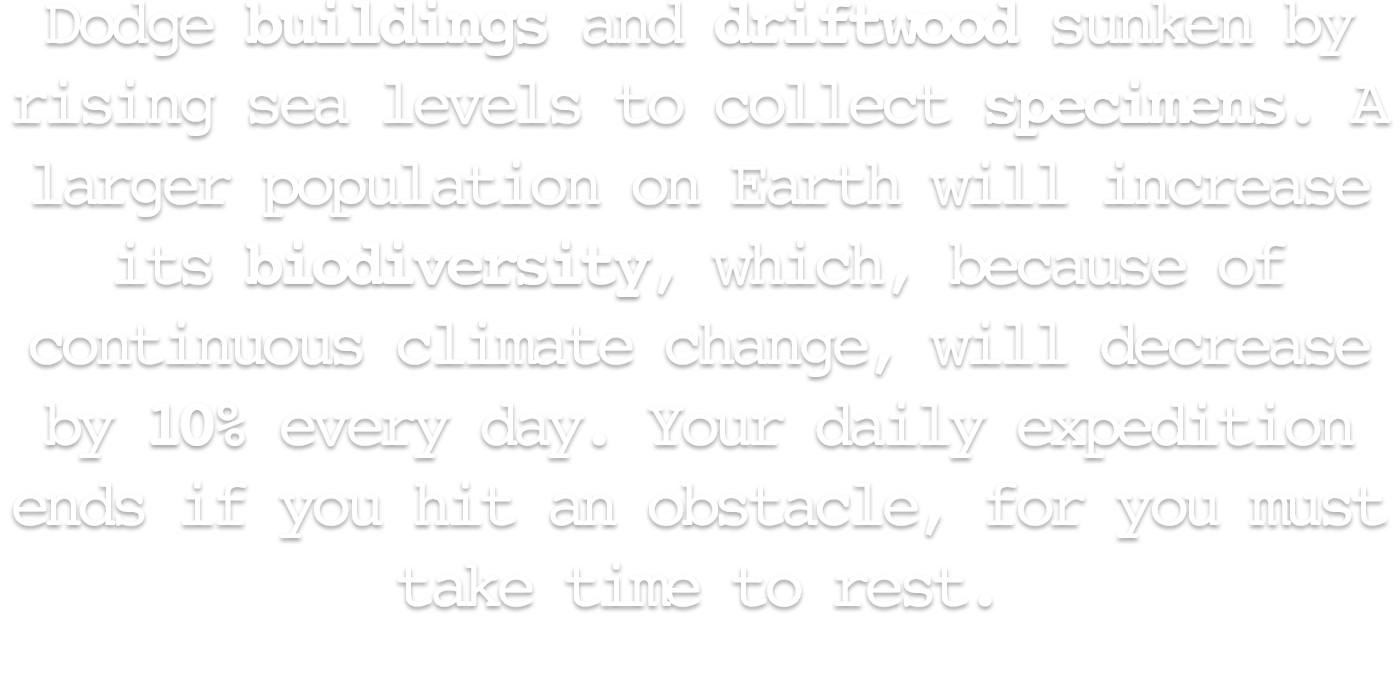 Dodge buildings and driftwood sunken by
rising sea levels to collect specimens. A
larger population on Earth will increase
its biodiversity, which, because of
continuous climate change, will decrease
by 10% every day. Your daily expedition
ends if you hit an obstacle, for you must
take time to rest.